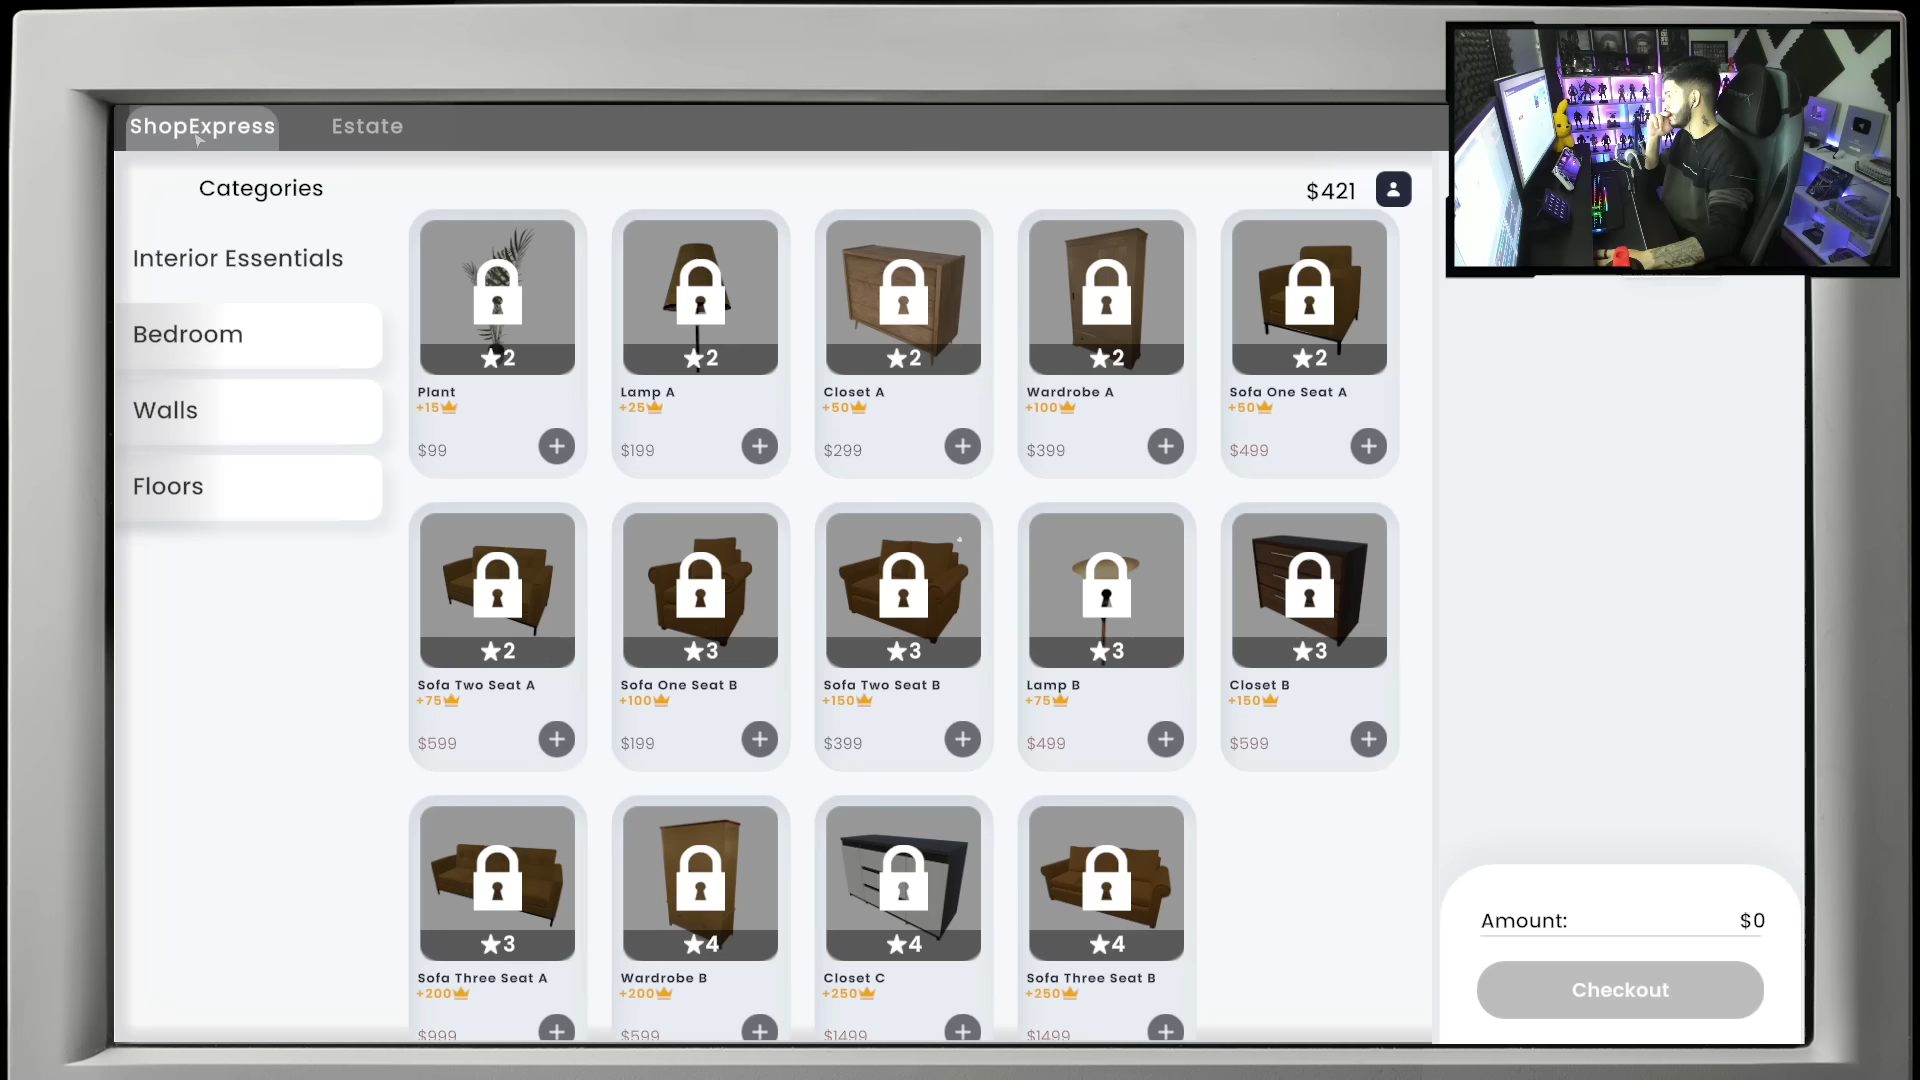 ShopExpress
Estate
Categories
$421
Interior Essentials
Bedroom
Walls
Floors
★2
★2
★2
★2
★2
Plant
Lamp A
Closet A
Wardrobe A
Sofa One Seat A
+15
+25
+50
+100
+50
$99
$199
$299
$399
$499
★2
★3
★3
★3
★3
Sofa Two Seat A
Sofa One Seat B
Sofa Two Seat B
Lamp B
Closet B
+75
+100
+150
+75
+150
$599
$199
$399
$499
$599
★3
★4
★4
★4
Sofa Three Seat A
Wardrobe B
Closet C
Sofa Three Seat B
+200
+200
+250
+250
$999
$599
$1499
$1499
Amount:
$0
Checkout